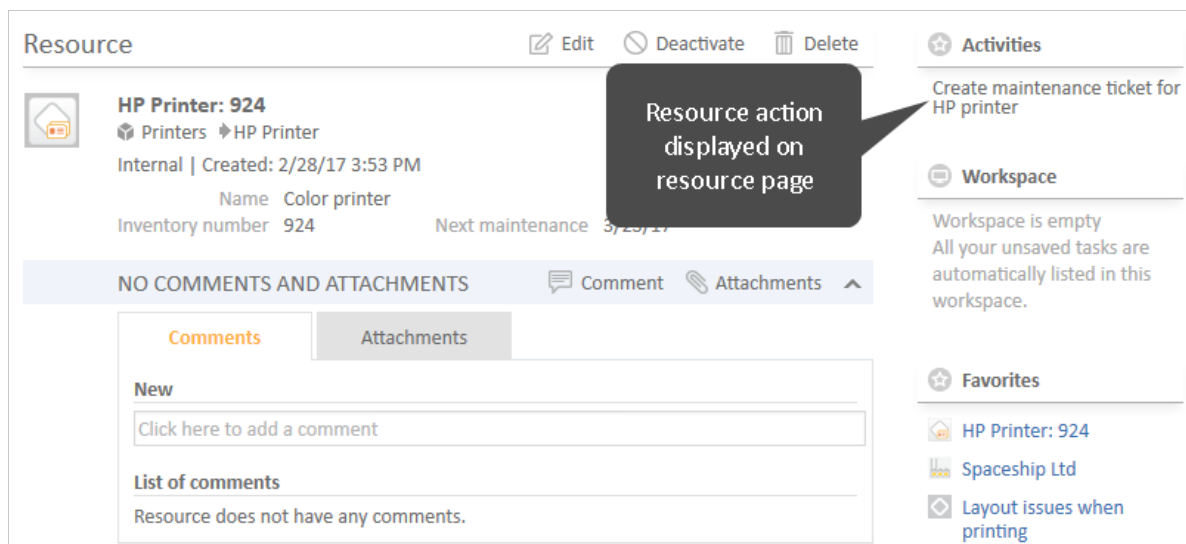 Resource
Edit Deactivate Delete
HP Printer: 924
Printers HP Printer
Internal | Created: 2/28/17 3:53 PM
Name Color printer
Inventory number 924 Next maintenance
NO COMMENTS AND ATTACHMENTS Comment Attachments
Comments Attachments
New
Click here to add a comment
List of comments
Resource does not have any comments.
Resource action
displayed on
resource page
Activities
Create maintenance ticket for
HP printer
Workspace
Workspace is empty
All your unsaved tasks are
automatically listed in this
workspace.
Favorites
HP Printer: 924
Spaceship Ltd
Layout issues when
printing